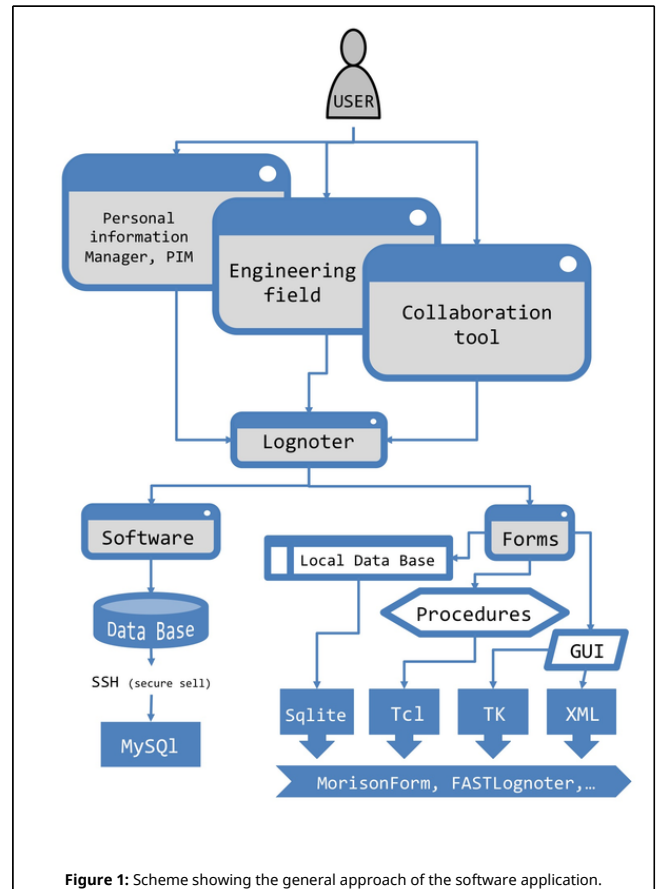 USER
Personal
information
Manager, PIM
Engineering
field
Collaboration
tool
Lognoter
Software
Forms
Local Data Base
Procedures
Data Base
GUI
SSH (secure sell)
Sqlite
Tcl
TK
XML
MySQl
MorisonForm, FASTLognoter,…
Figure 1: Scheme showing the general approach of the software application.